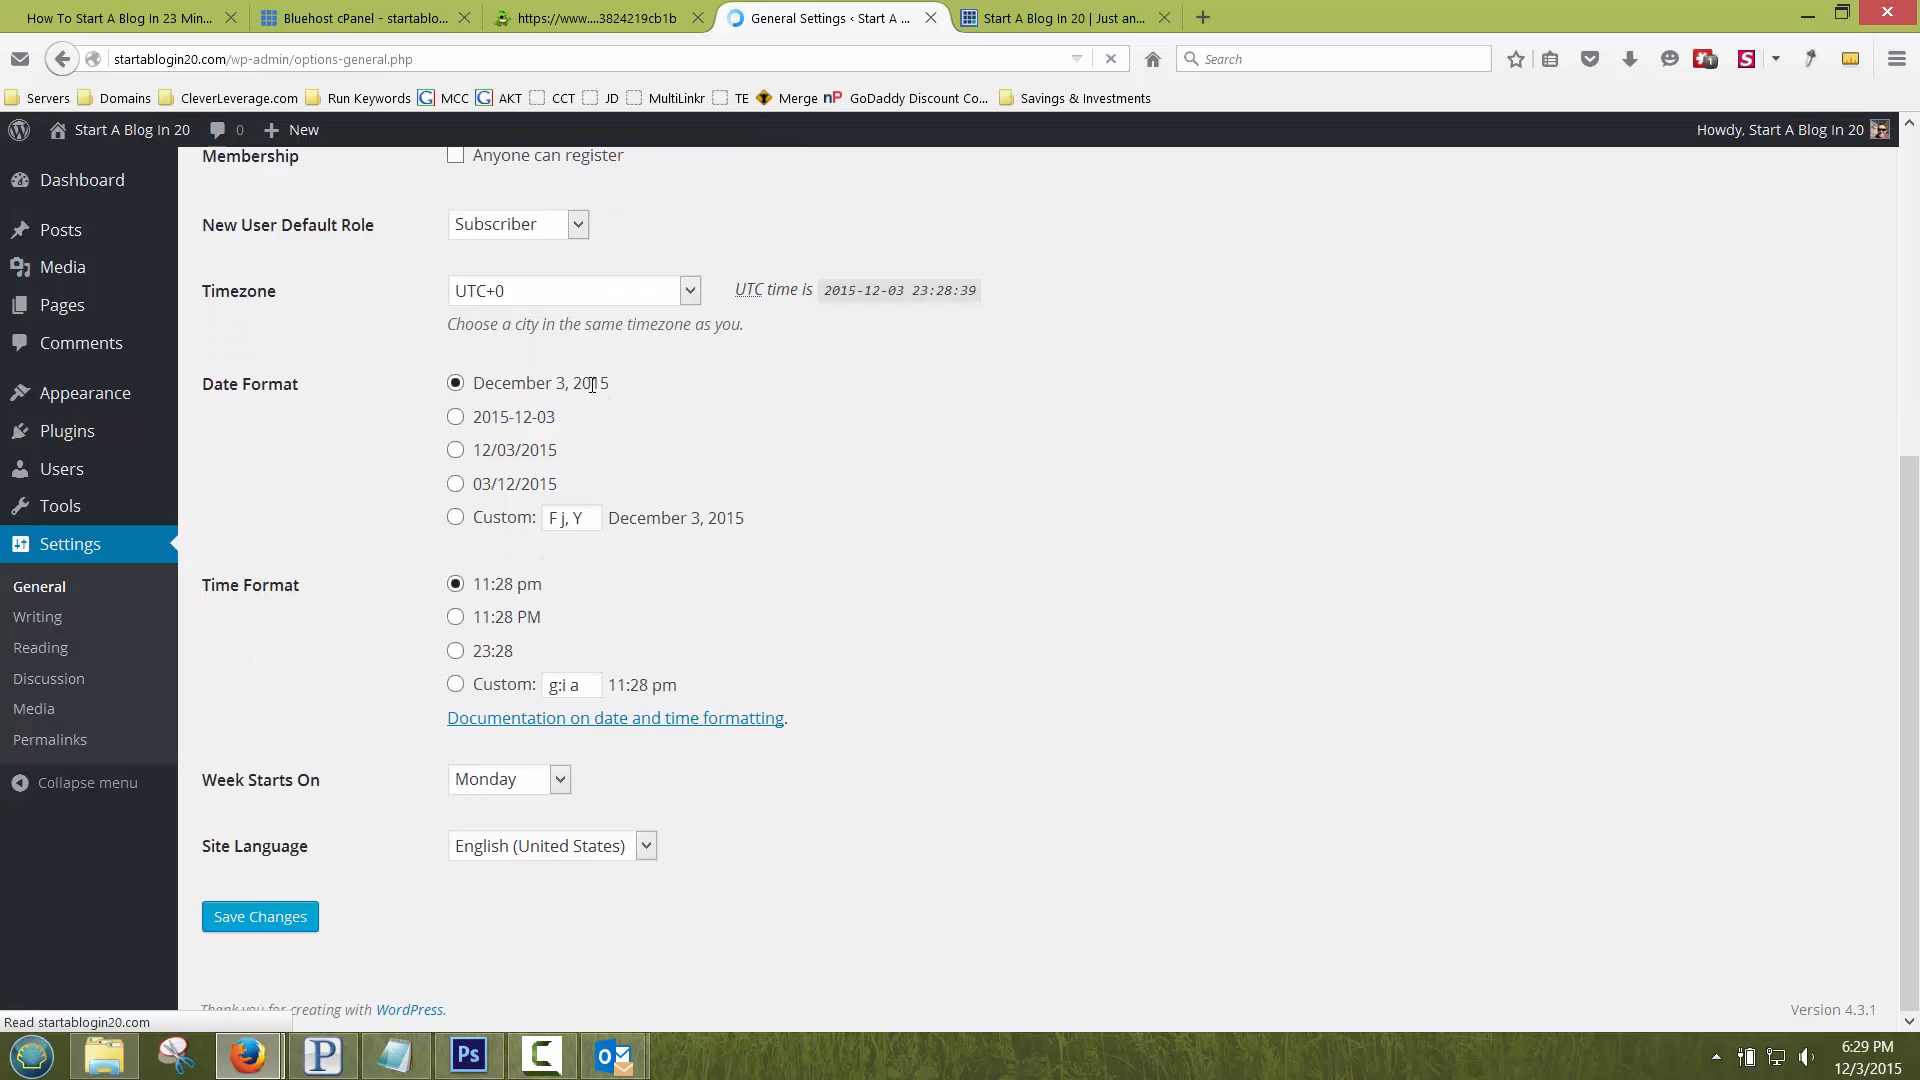 How To Start A Blog In 23 Min...
Bluehost cPanel - startablo...
https://www....3824219cb1b
General Settings ‹ Start A ...
Start A Blog In 20 | Just an...
startablogin20.com/wp-admin/options-general.php
Search
Servers
Domains
CleverLeverage.com
Run Keywords
MCC
AKT
CCT
JD
MultiLinkr
TE
Merge
GoDaddy Discount Co...
Savings & Investments
Start A Blog In 20
0
New
Howdy, Start A Blog In 20
Dashboard
Posts
Media
Pages
Comments
Appearance
Plugins
Users
Tools
Settings
General
Writing
Reading
Discussion
Media
Permalinks
Collapse menu
Membership
Anyone can register
New User Default Role
Subscriber
Timezone
UTC+0
UTC time is 2015-12-03 23:28:39
Choose a city in the same timezone as you.
Date Format
December 3, 2015
2015-12-03
12/03/2015
03/12/2015
Custom: F j, Y December 3, 2015
Time Format
11:28 pm
11:28 PM
23:28
Custom: g:i a 11:28 pm
Documentation on date and time formatting.
Week Starts On
Monday
Site Language
English (United States)
Save Changes
Thank you for creating with WordPress.
Version 4.3.1
Read startablogin20.com
6:29 PM
12/3/2015